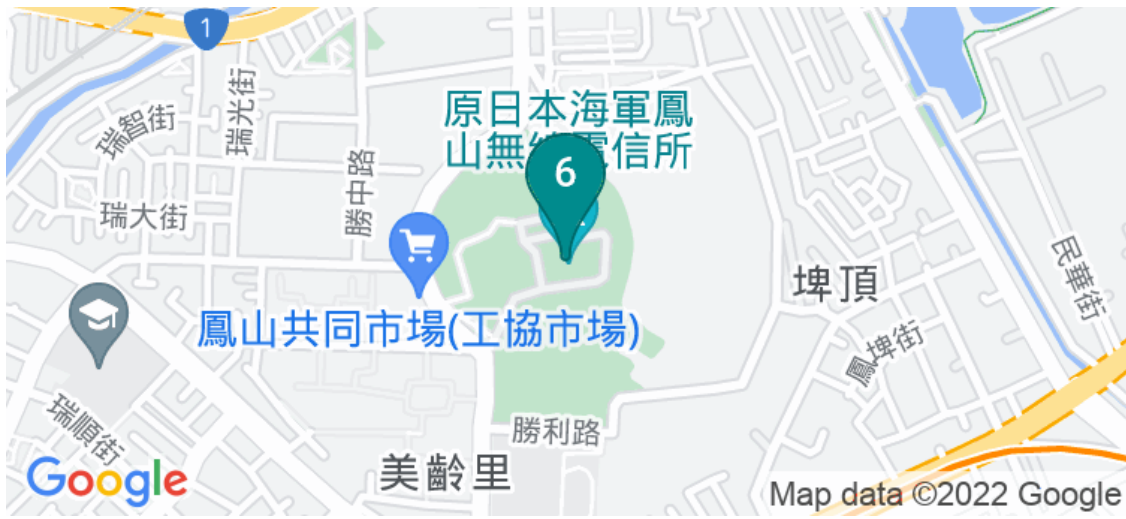 1
瑞光街
瑞智街
原日本海軍鳳
山無線電信所
6
勝中路
瑞大街
民華街
埤頂
鳳山共同市場(工協市場)
鳳埤街
瑞順街
勝利路
美齡里
Google
Map data ©2022 Google